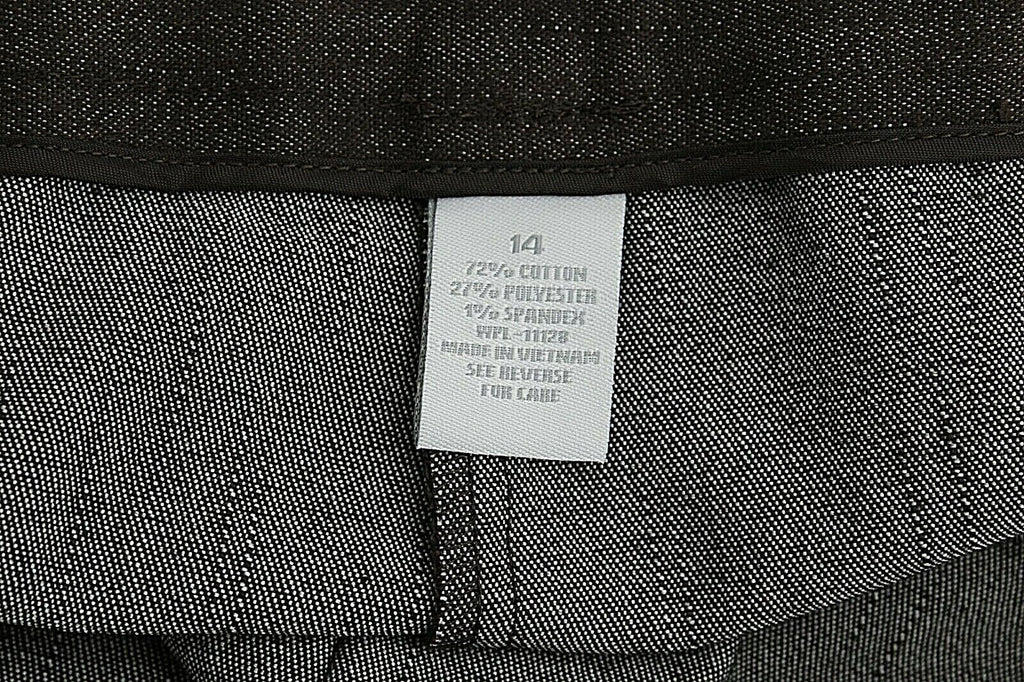 14
72% COTTON
27% POLYESTER
1% SPANDEX
WPL-11128
MADE IN VIETNAM
SEE REVERSE
FOR CARE